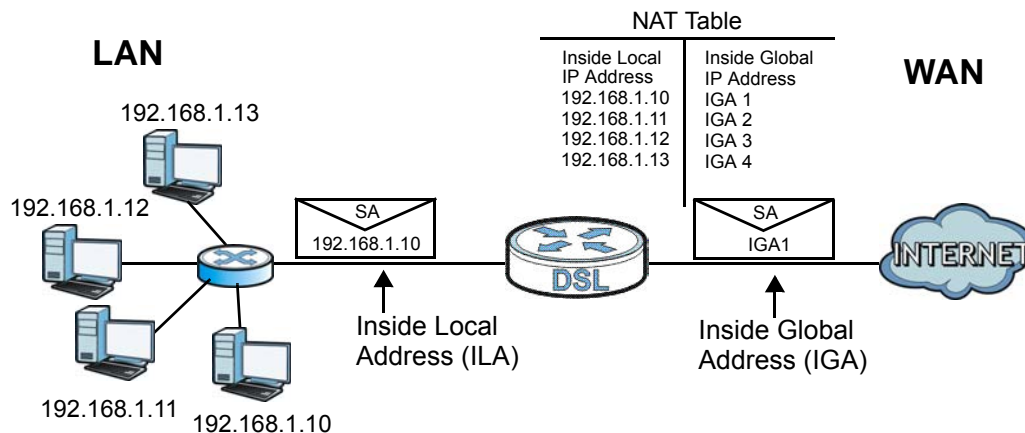 NAT Table
LAN
WAN
Inside Local
IP Address
192.168.1.10
192.168.1.11
192.168.1.12
192.168.1.13
Inside Global
IP Address
IGA 1
IGA 2
IGA 3
IGA 4
192.168.1.13
192.168.1.12
192.168.1.11
192.168.1.10
SA
192.168.1.10
DSL
SA
IGA1
INTERNET
Inside Local
Address (ILA)
Inside Global
Address (IGA)